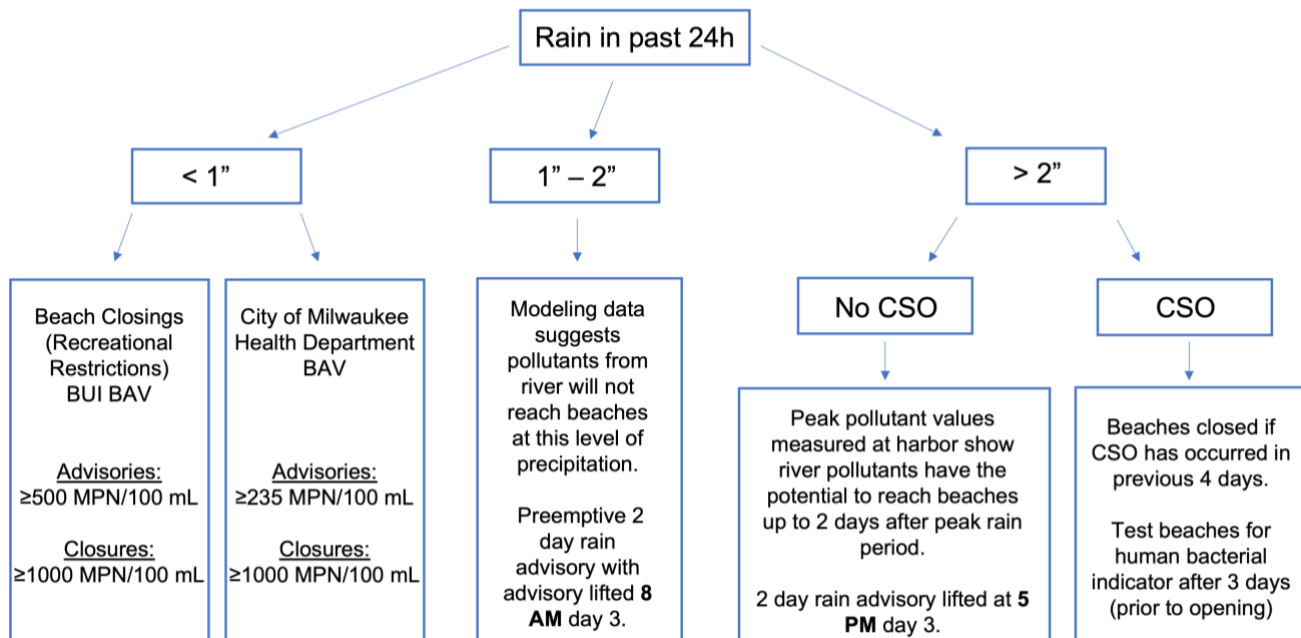 Rain in past 24h
< 1”
1” – 2”
> 2”
Beach Closings
(Recreational
Restrictions)
BUI BAV
Advisories:
≥500 MPN/100 mL
Closures:
≥1000 MPN/100 mL
City of Milwaukee
Health Department
BAV
Advisories:
≥235 MPN/100 mL
Closures:
≥1000 MPN/100 mL
Modeling data
suggests
pollutants from
river will not
reach beaches
at this level of
precipitation.
Preemptive 2
day rain
advisory with
advisory lifted 8
AM day 3.
No CSO
Peak pollutant values
measured at harbor show
river pollutants have the
potential to reach beaches
up to 2 days after peak rain
period.
2 day rain advisory lifted at 5
PM day 3.
CSO
Beaches closed if
CSO has occurred in
previous 4 days.
Test beaches for
human bacterial
indicator after 3 days
(prior to opening)